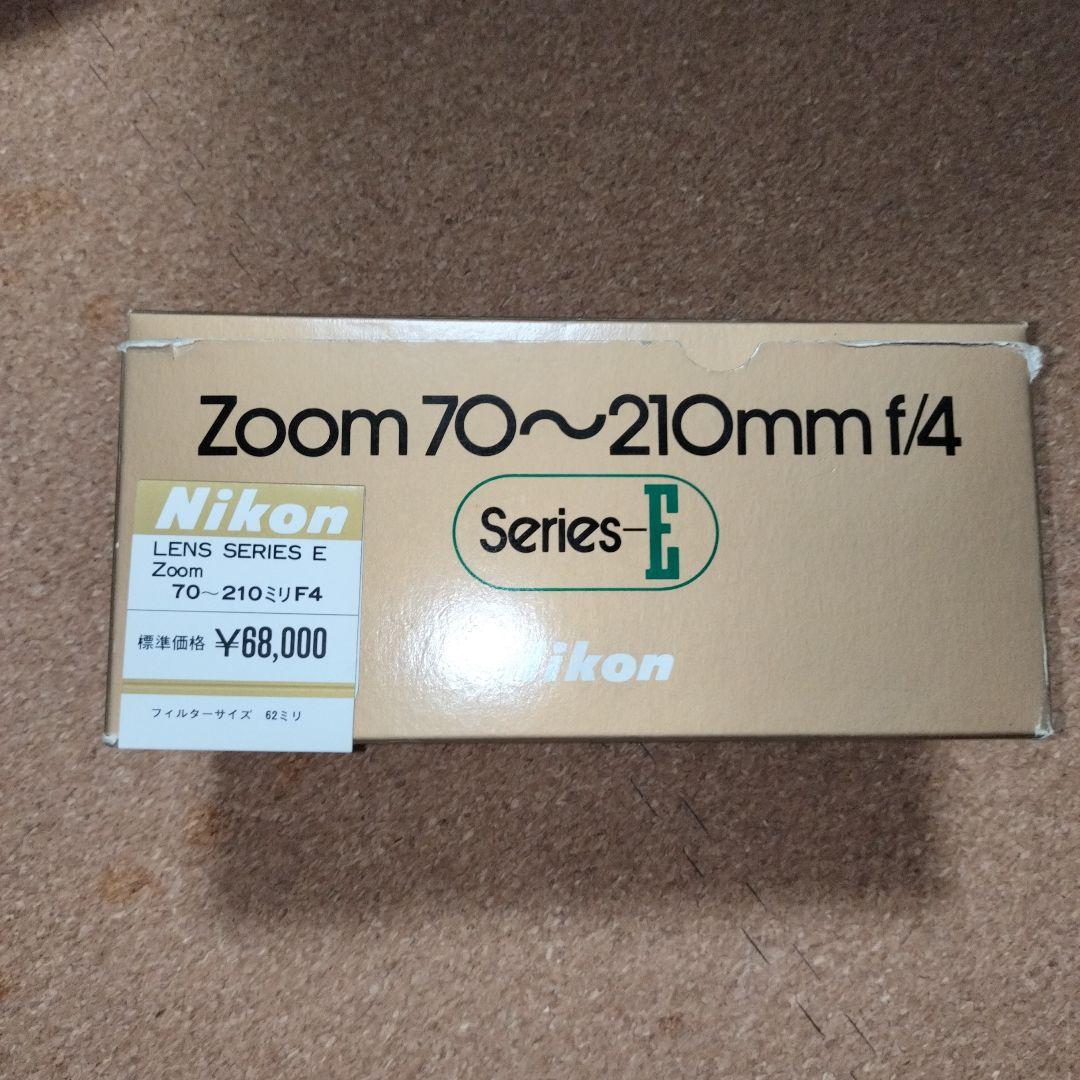 Zoom 70～210mm f/4
Series-E
Nikon
Nikon
LENS SERIES E
Zoom
70～210ミリF4
標準価格 ¥68,000
フィルターサイズ 62ミリ